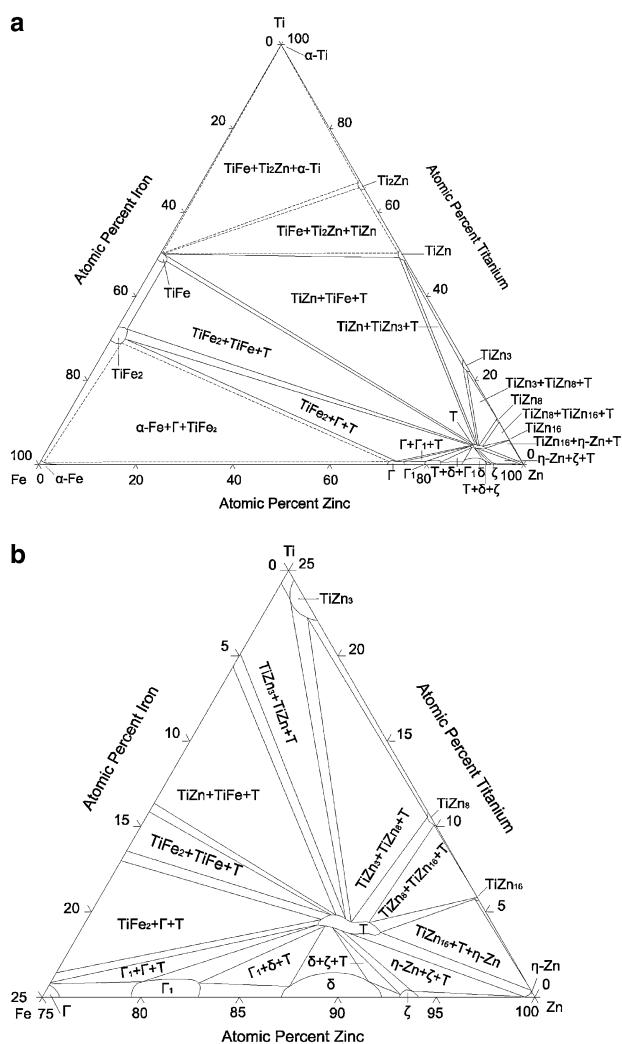 a
Ti
0 100
α-Ti
20
80
TiFe+Ti₂Zn+α-Ti
Ti₂Zn
40
60
Atomic Percent Iron
Atomic Percent Titanium
TiFe+Ti₂Zn+TiZn
TiZn
TiFe
60
40
TiZn+TiFe+T
TiZn+TiZn₃+T
TiFe₂+TiFe+T
TiZn₃
TiFe₂
80
20
TiZn₃+TiZn₈+T
TiZn₈
TiFe₂+Γ+T
T
TiZn₈+TiZn₁₆+T
TiZn₁₆
α-Fe+Γ+TiFe₂
Γ+Γ₁+T
TiZn₁₆+η-Zn+T
100
0
η-Zn+ζ+T
Fe 0 α-Fe 20 40 60 Γ Γ₁ 80 T+δ+Γ₁ δ ζ 100 Zn
T+δ+ζ
Atomic Percent Zinc
b
Ti
0 25
TiZn₃
5
20
TiZn₃+TiZn+T
Atomic Percent Iron
Atomic Percent Titanium
10
15
TiZn+TiFe+T
TiZn₈
15
10
TiZn₃+TiZn₈+T
TiFe₂+TiFe+T
TiZn₈+TiZn₁₆+T
TiZn₁₆
20
5
TiFe₂+Γ+T
T
TiZn₁₆+T+η-Zn
Γ₁+Γ+T
Γ₁+δ+T
δ+ζ+T
η-Zn+ζ+T
η-Zn
Γ₁
δ
0
25
Fe 75 Γ 80 85 90 ζ 95 100 Zn
Atomic Percent Zinc